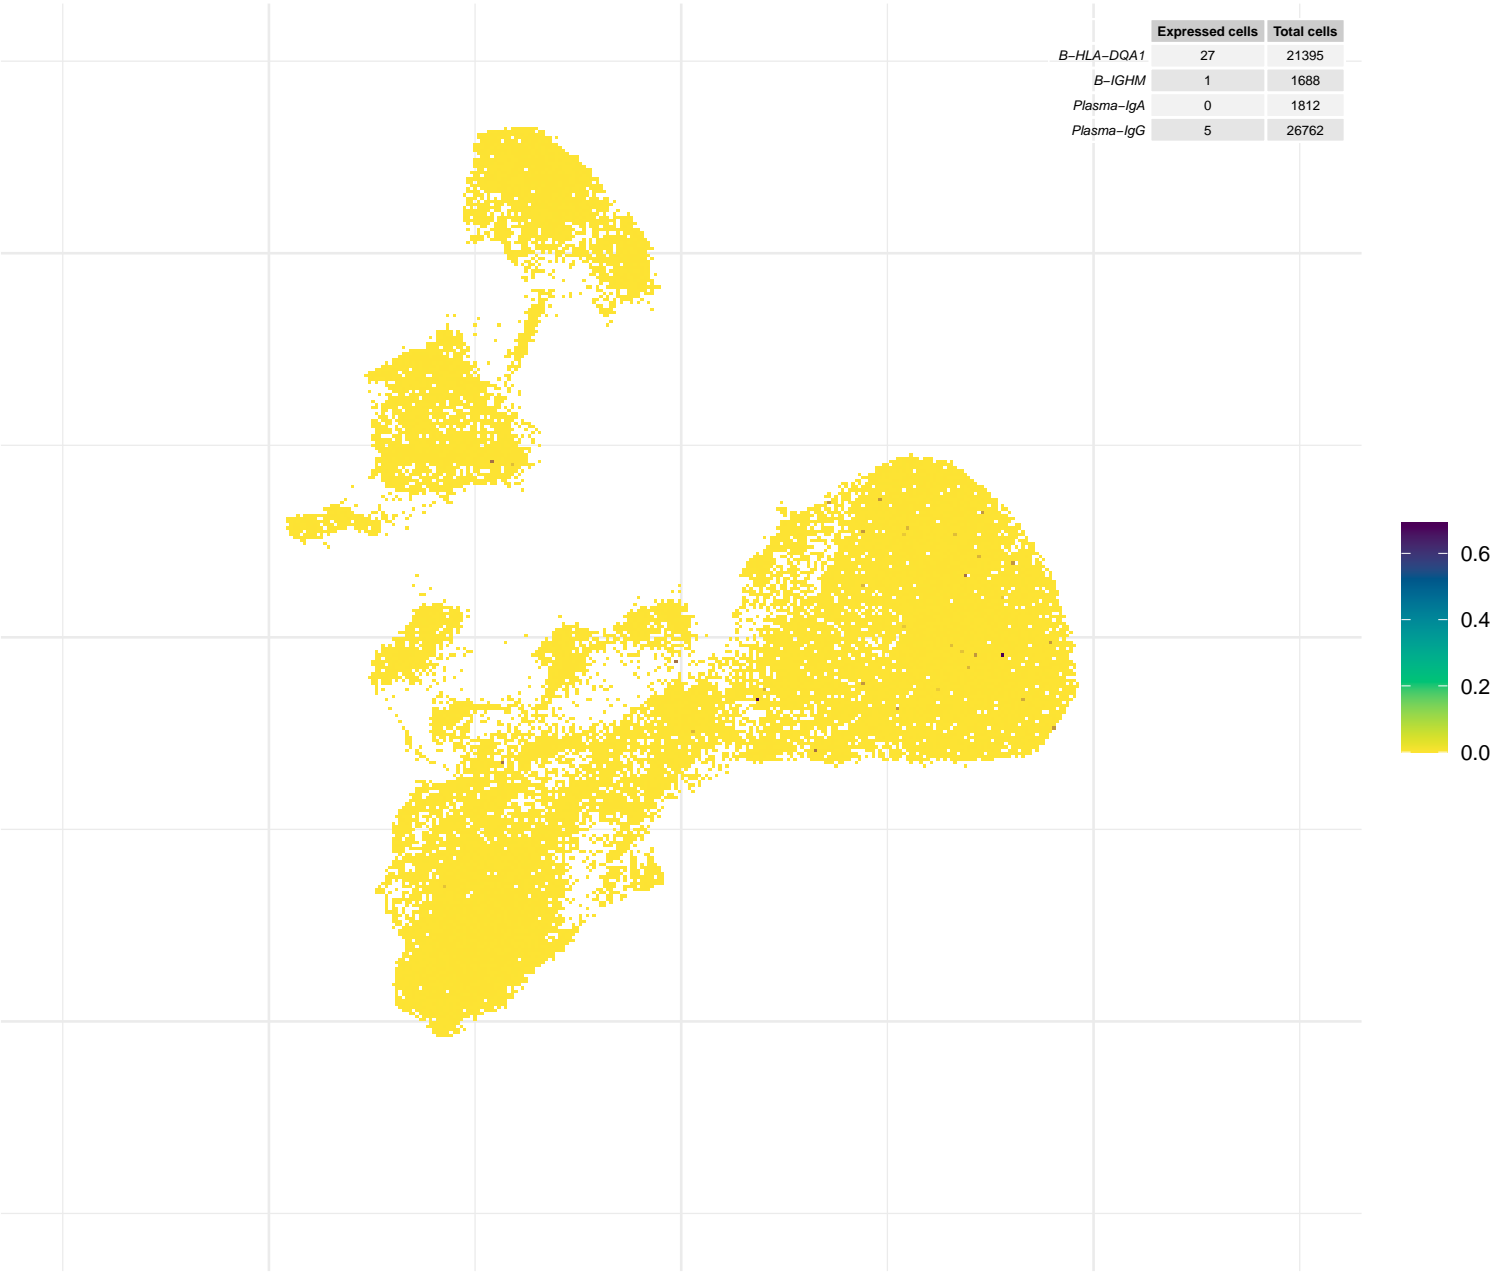 Expressed cells Total cells
B−HLA−DQA1 27 21395
B−IGHM 1 1688
Plasma−IgA 0 1812
Plasma−IgG 5 26762
0.6
0.4
0.2
0.0